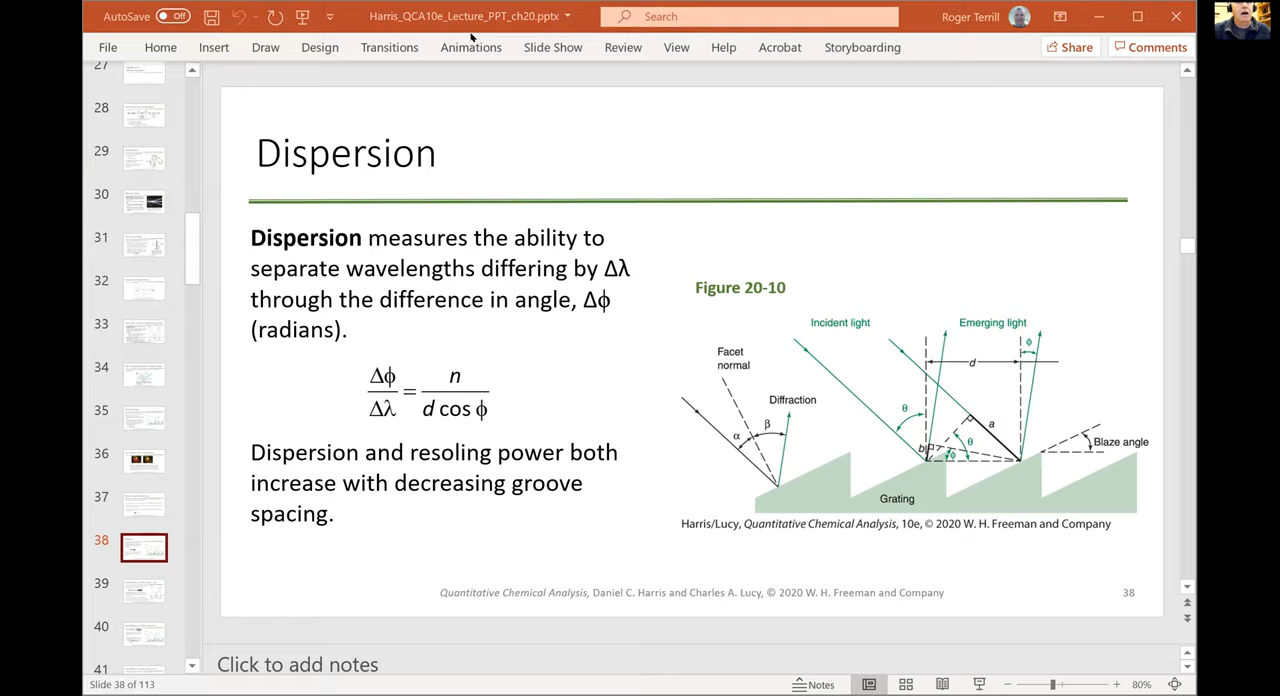 AutoSave Off
Harris_QCA10e_Lecture_PPT_ch20.pptx
Search
Roger Terrill
File Home Insert Draw Design Transitions Animations Slide Show Review View Help Acrobat Storyboarding
Share Comments
27
28
29
30
31
32
33
34
35
36
37
38
39
40
41
Dispersion
Dispersion measures the ability to
separate wavelengths differing by Δλ
through the difference in angle, Δϕ
(radians).
Δϕ/Δλ = n/(d cos ϕ)
Dispersion and resoling power both
increase with decreasing groove
spacing.
Figure 20-10
Incident light
Emerging light
Facet
normal
Diffraction
α
β
θ
d
ϕ
a
b
θ
ϕ
Blaze angle
Grating
Harris/Lucy, Quantitative Chemical Analysis, 10e, © 2020 W. H. Freeman and Company
Quantitative Chemical Analysis, Daniel C. Harris and Charles A. Lucy, © 2020 W. H. Freeman and Company
38
Click to add notes
Slide 38 of 113
Notes
80%